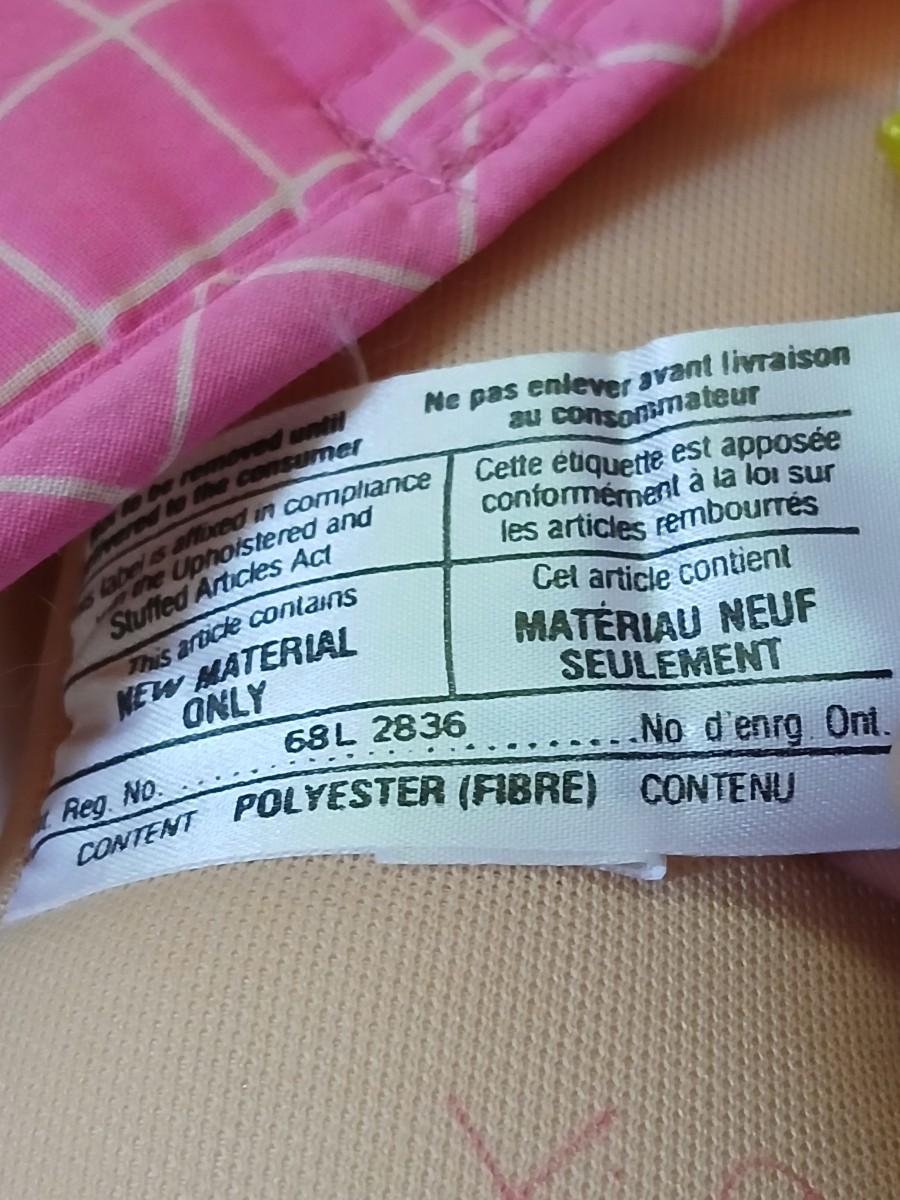 to be removed until
to the consumer
Ne pas enlever avant livraison
au consommateur
label is affixed in compliance
the Upholstered and
Stuffed Articles Act
Cette étiquette est apposée
conformément à la loi sur
les articles rembourrés
This article contains
NEW MATERIAL
ONLY
Cet article contient
MATÉRIAU NEUF
SEULEMENT
Reg. No. 68L 2836 No d'enrg. Ont.
CONTENT POLYESTER (FIBRE) CONTENU